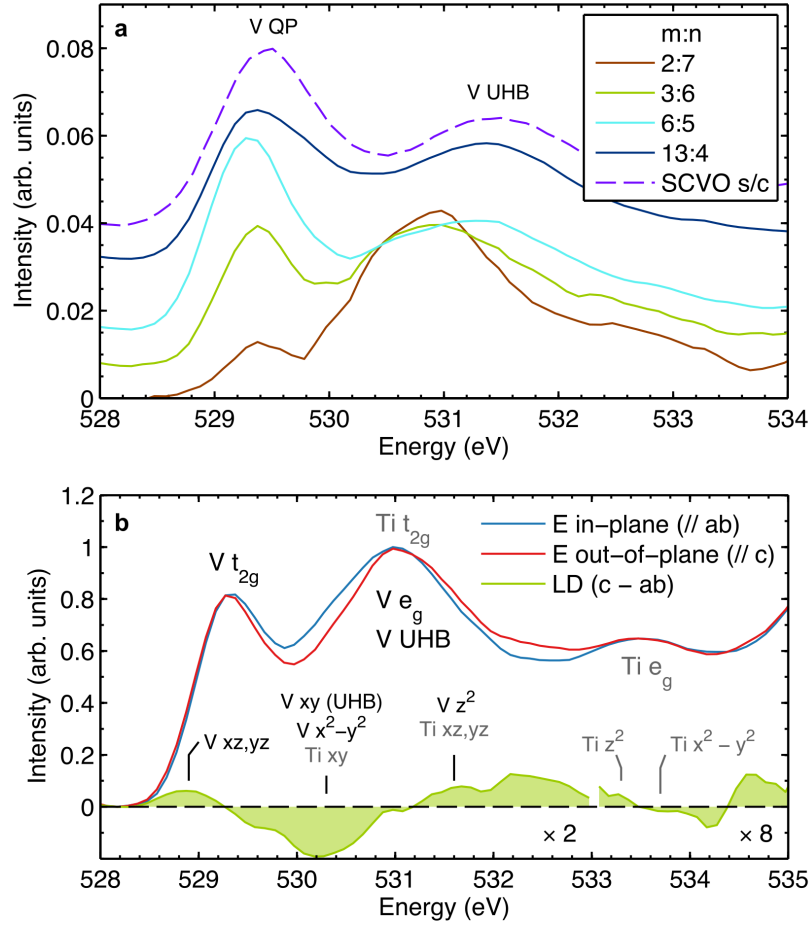 a
V QP
V UHB
m:n
2:7
3:6
6:5
13:4
SCVO s/c
Intensity (arb. units)
0.08
0.06
0.04
0.02
0
528
529
530
531
532
533
534
Energy (eV)
b
Ti t2g
V t2g
V eg
V UHB
E in−plane (// ab)
E out−of−plane (// c)
LD (c − ab)
Ti eg
V xz,yz
V xy (UHB)
V x²−y²
Ti xy
V z²
Ti xz,yz
Ti z²
Ti x² − y²
× 2
× 8
Intensity (arb. units)
1.2
1
0.8
0.6
0.4
0.2
0
528
529
530
531
532
533
534
535
Energy (eV)